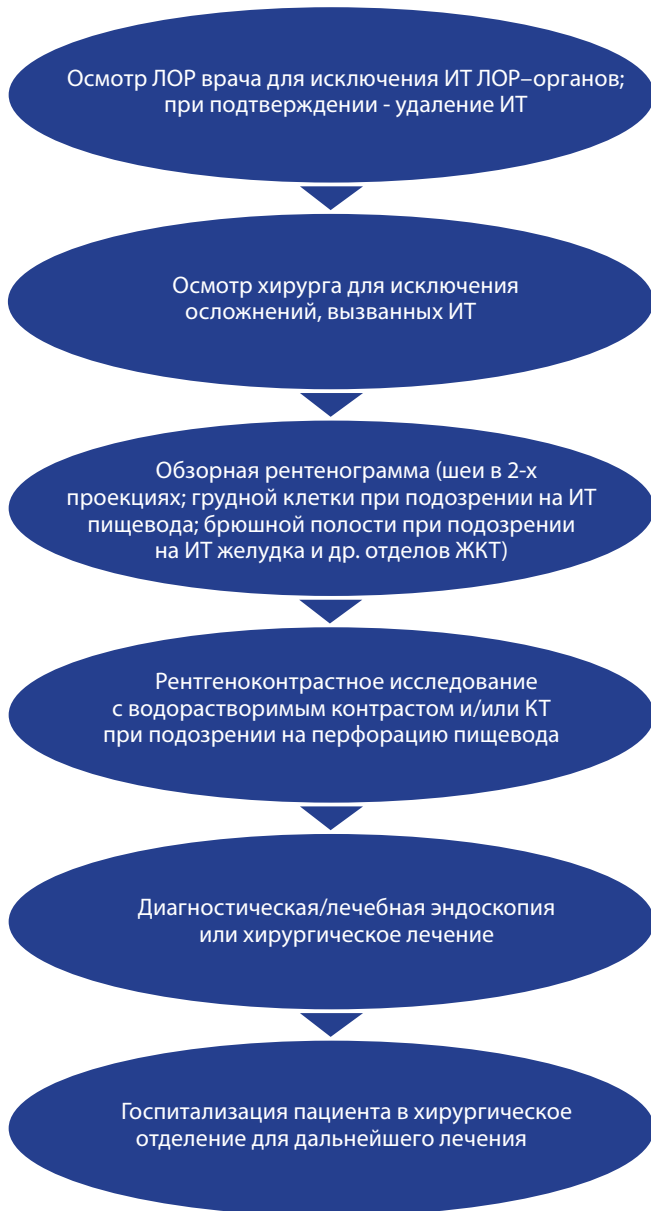 Осмотр ЛОР врача для исключения ИТ ЛОР–органов;
при подтверждении - удаление ИТ
Осмотр хирурга для исключения
осложнений, вызванных ИТ
Обзорная рентенограмма (шеи в 2-х
проекциях; грудной клетки при подозрении на ИТ
пищевода; брюшной полости при подозрении
на ИТ желудка и др. отделов ЖКТ)
Рентгеноконтрастное исследование
с водорастворимым контрастом и/или КТ
при подозрении на перфорацию пищевода
Диагностическая/лечебная эндоскопия
или хирургическое лечение
Госпитализация пациента в хирургическое
отделение для дальнейшего лечения